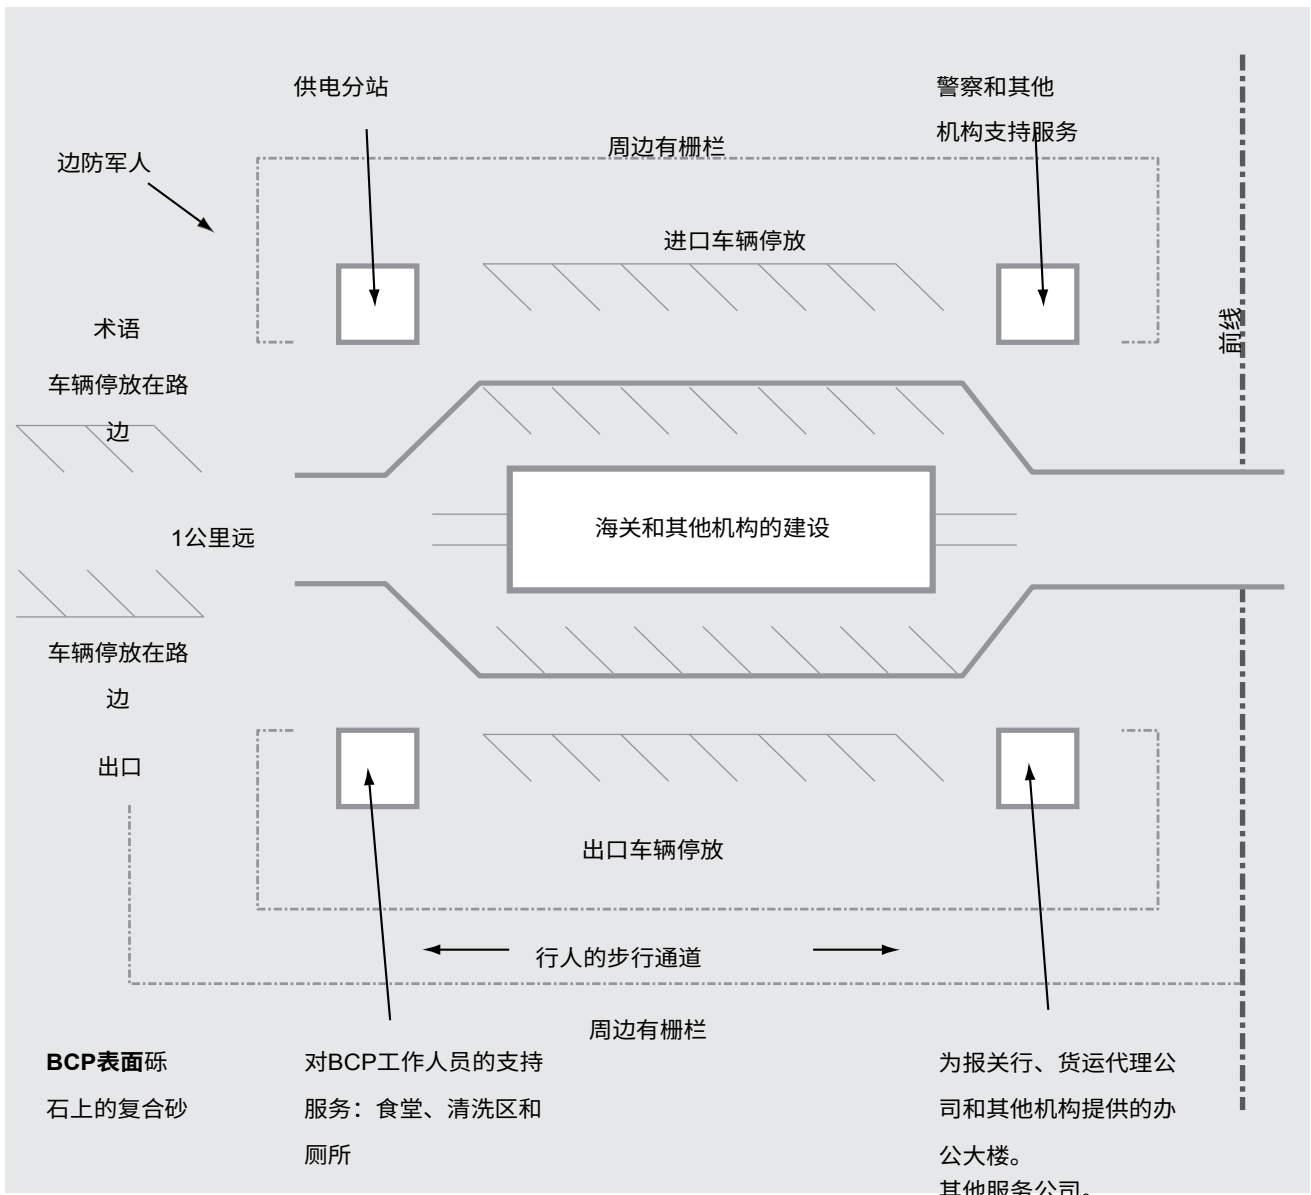 供电分站
警察和其他
机构支持服务
周边有栅栏
边防军人
进口车辆停放
术语
前线
车辆停放在路
边
1公里远
海关和其他机构的建设
车辆停放在路
边
出口
出口车辆停放
行人的步行通道
周边有栅栏
BCP表面砾
石上的复合砂
对BCP工作人员的支持
服务：食堂、清洗区和
厕所
为报关行、货运代理公
司和其他机构提供的办
公大楼。
其他服务公司。